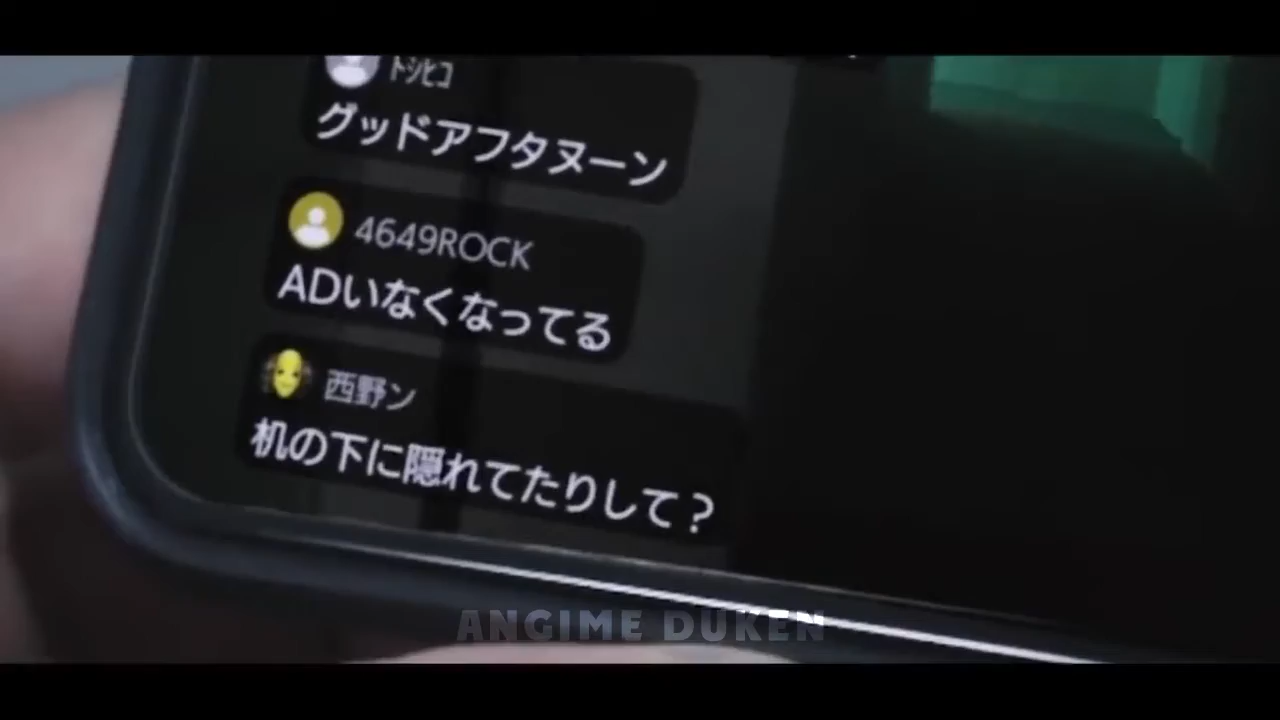 トシヒコ
グッドアフタヌーン
4649ROCK
ADいなくなってる
西野ン
机の下に隠れてたりして？
ANGIME DUKEN